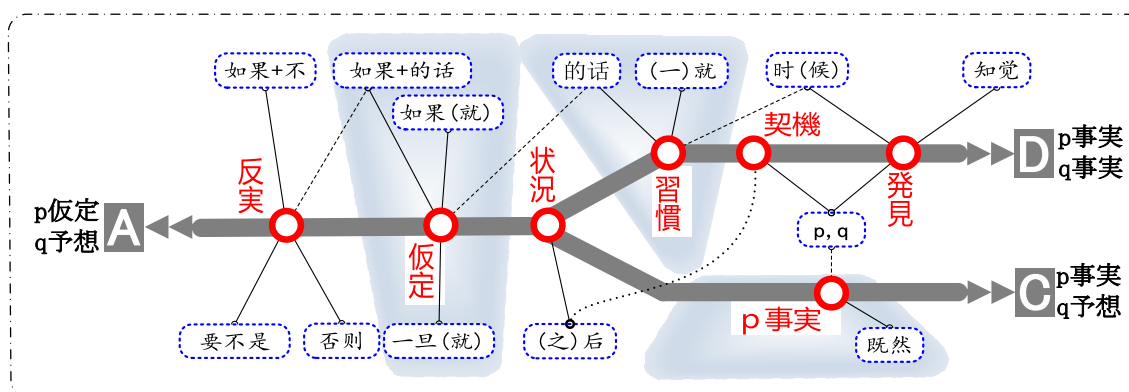 如果+不
如果+的话
的话
(一)就
时(候)
知觉
如果(就)
契機
反実
状況
習慣
発見
D
p事実
q事実
p仮定
q予想
A
仮定
p,q
p事実
C
p事実
q予想
要不是
否则
一旦(就)
(之)后
既然